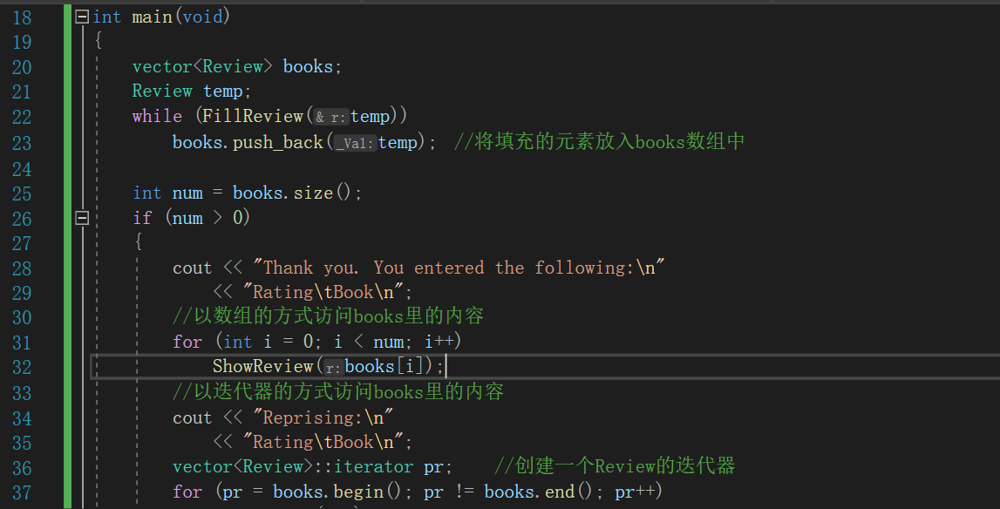 18 int main(void)
19 {
20 vector<Review> books;
21 Review temp;
22 while (FillReview(& r:temp))
23 books.push_back(_Val:temp); //将填充的元素放入books数组中
24
25 int num = books.size();
26 if (num > 0)
27 {
28 cout << "Thank you. You entered the following:\n"
29 << "Rating\tBook\n";
30 //以数组的方式访问books里的内容
31 for (int i = 0; i < num; i++)
32 ShowReview(r:books[i]);
33 //以迭代器的方式访问books里的内容
34 cout << "Reprising:\n"
35 << "Rating\tBook\n";
36 vector<Review>::iterator pr; //创建一个Review的迭代器
37 for (pr = books.begin(); pr != books.end(); pr++)